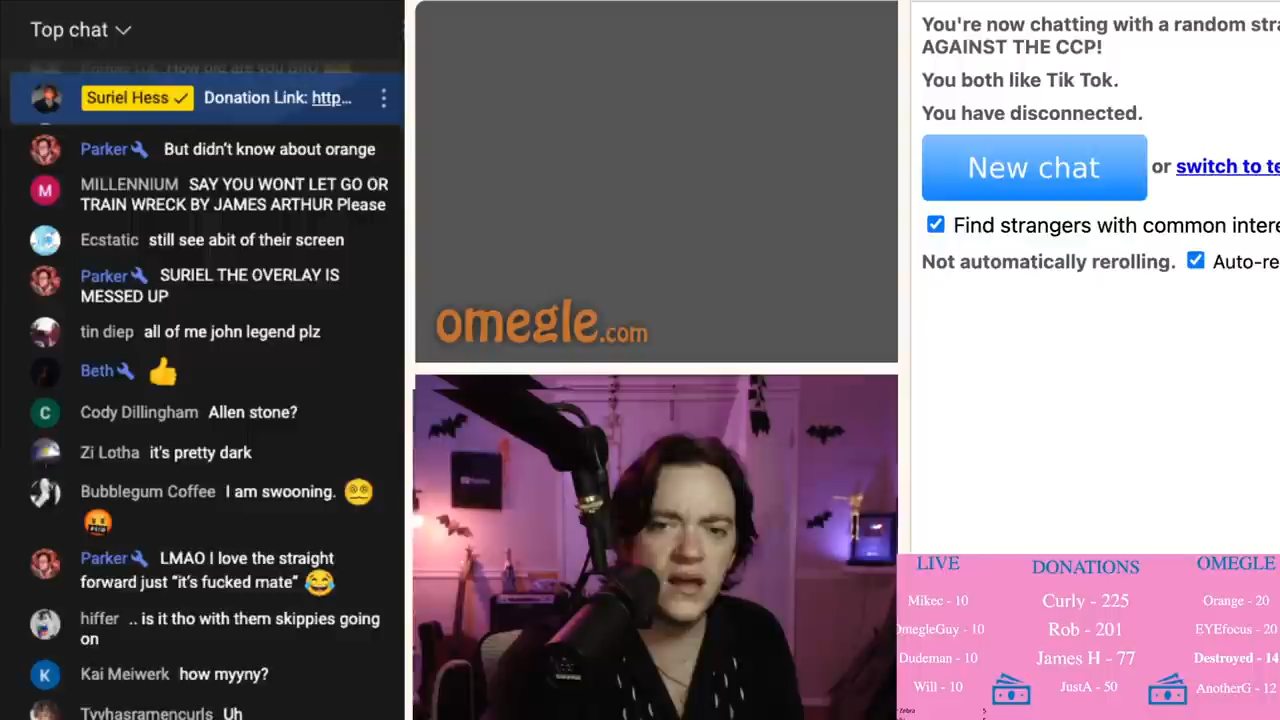 Top chat
Suriel Hess Donation Link: http...
Parker But didn't know about orange
MILLENNIUM SAY YOU WONT LET GO OR
TRAIN WRECK BY JAMES ARTHUR Please
Ecstatic still see abit of their screen
Parker SURIEL THE OVERLAY IS
MESSED UP
tin diep all of me john legend plz
Beth
Cody Dillingham Allen stone?
Zi Lotha it's pretty dark
Bubblegum Coffee I am swooning.
Parker LMAO I love the straight
forward just “it's fucked mate”
hiffer .. is it tho with them skippies going
on
Kai Meiwerk how myyny?
Tyyhasramencurls Uh
omegle.com
You're now chatting with a random stra
AGAINST THE CCP!
You both like Tik Tok.
You have disconnected.
New chat or switch to te
Find strangers with common intere
Not automatically rerolling. Auto-re
LIVE
Mikec - 10
OmegleGuy - 10
Dudeman - 10
Will - 10
DONATIONS
Curly - 225
Rob - 201
James H - 77
JustA - 50
OMEGLE
Orange - 20
EYEfocus - 20
Destroyed - 14
AnotherG - 12